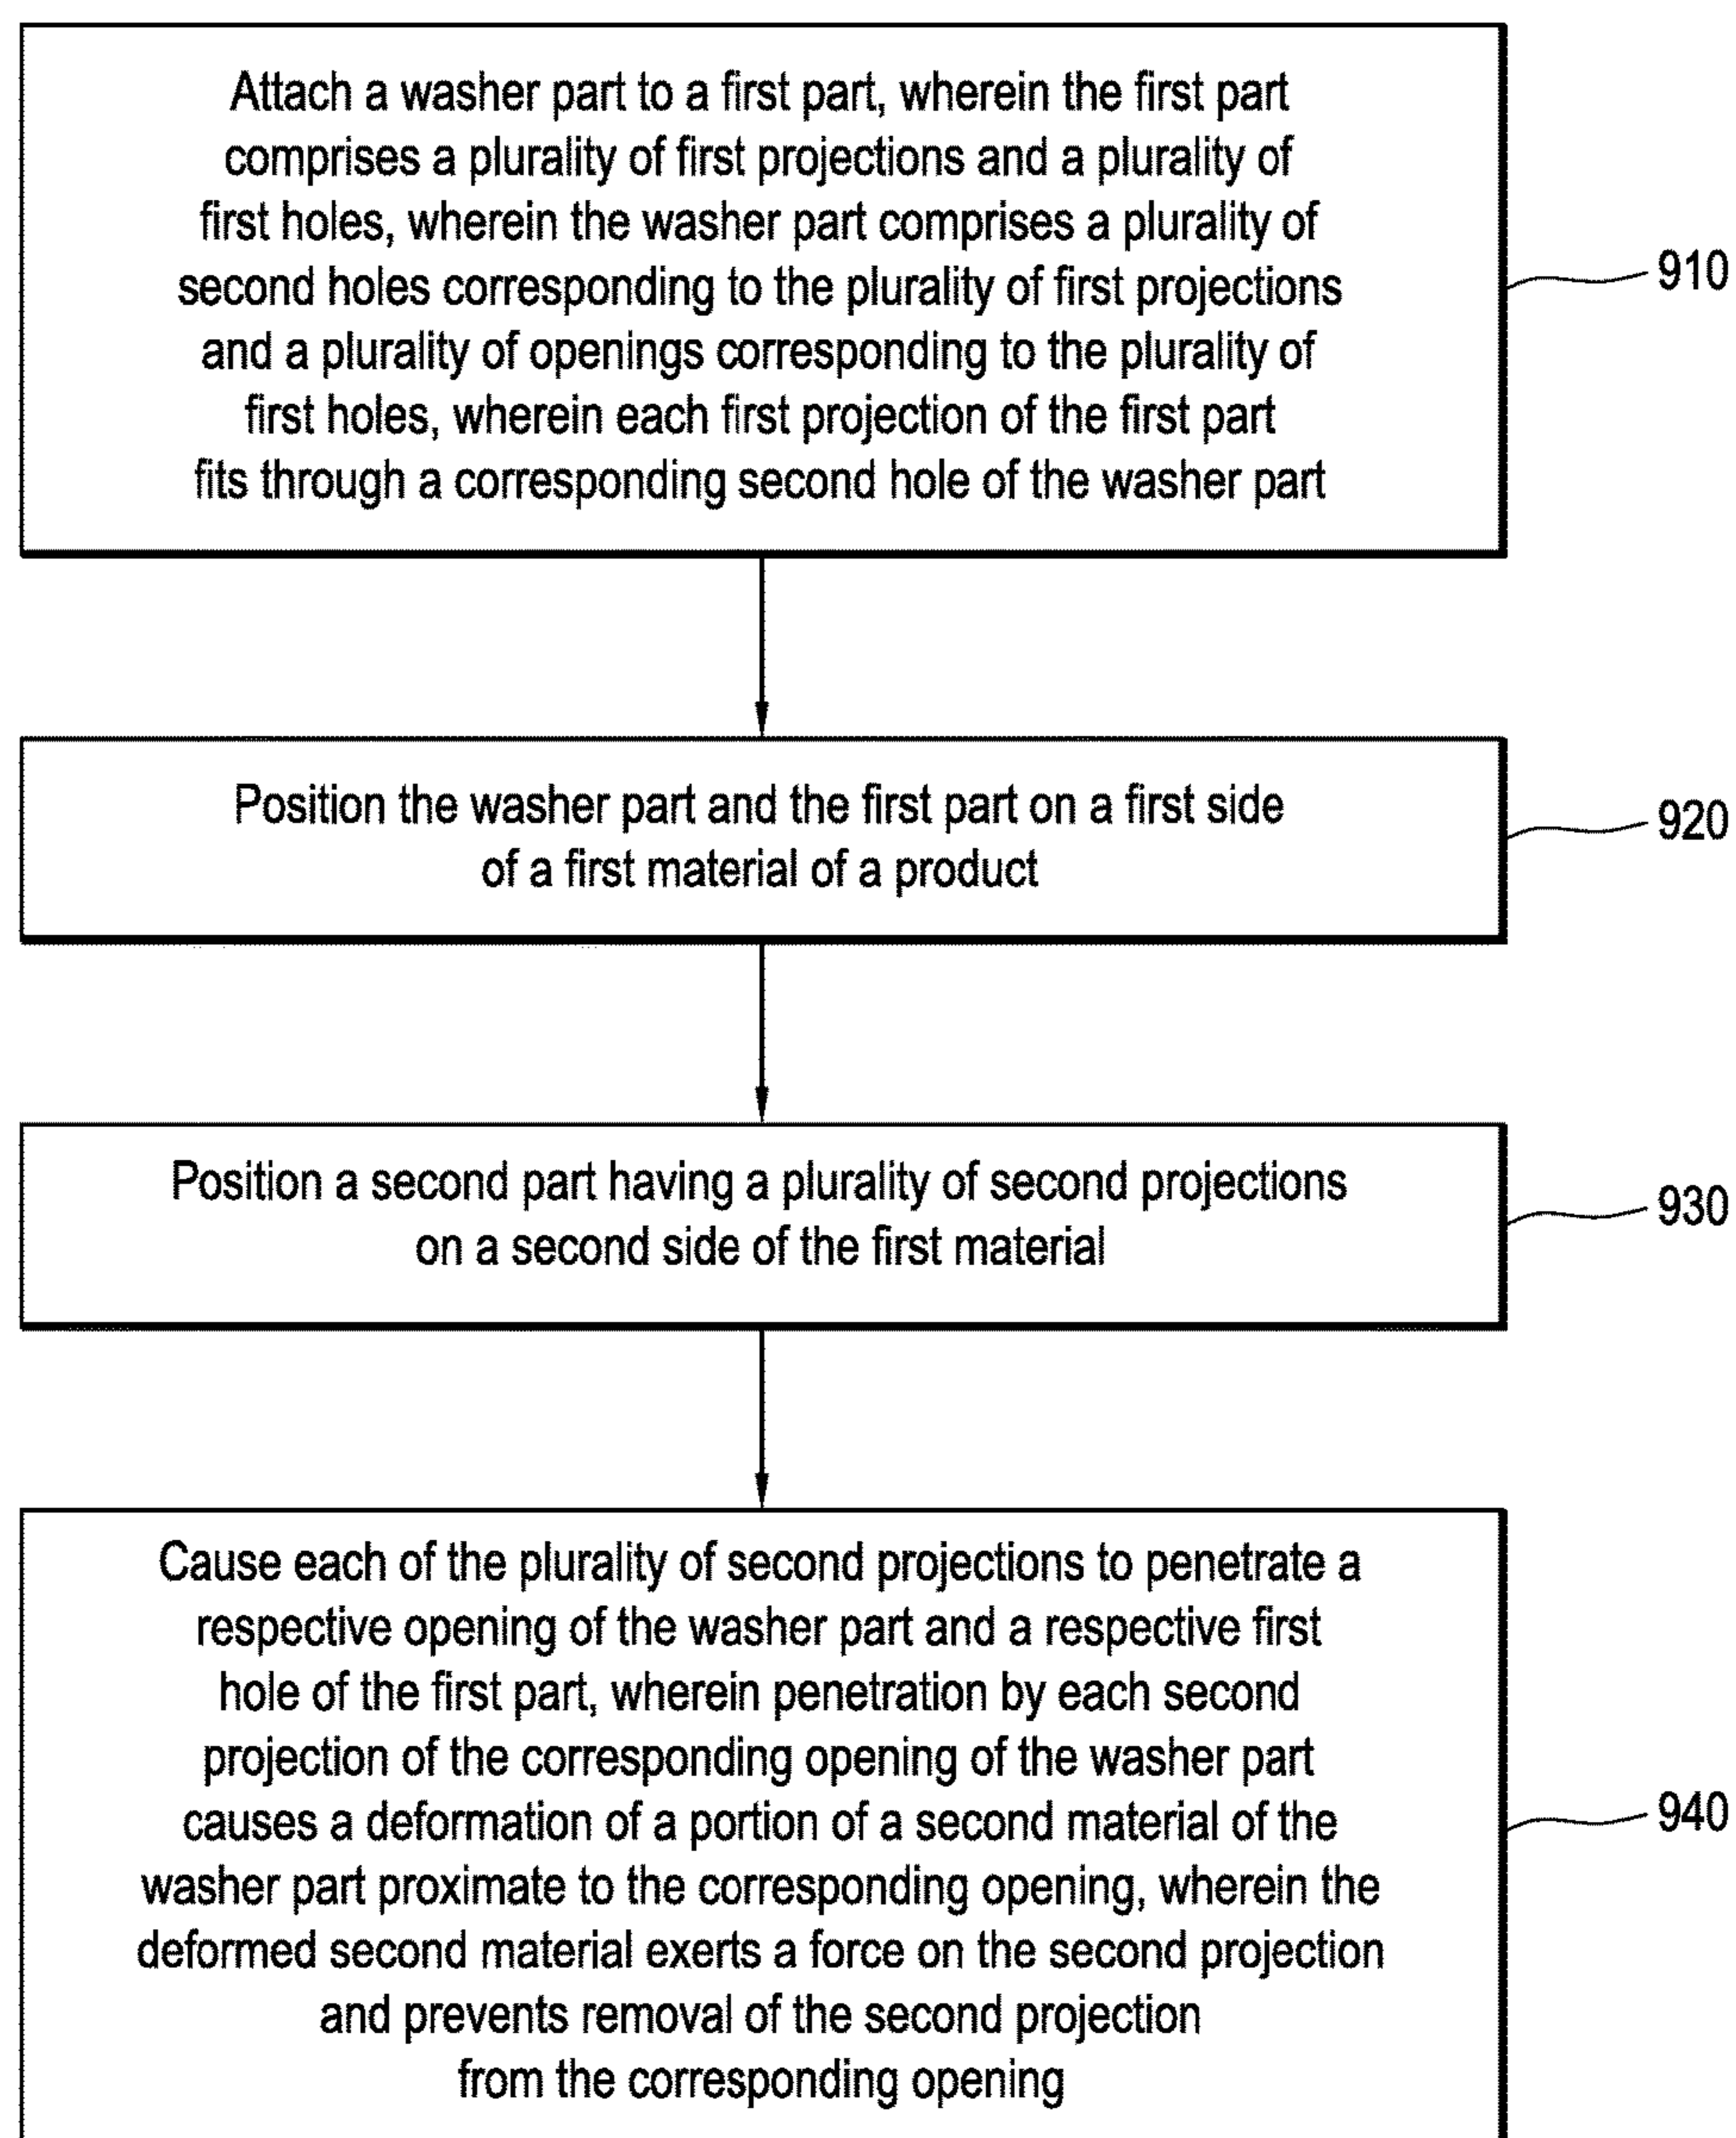 Attach a washer part to a first part, wherein the first part
comprises a plurality of first projections and a plurality of
first holes, wherein the washer part comprises a plurality of
second holes corresponding to the plurality of first projections
and a plurality of openings corresponding to the plurality of
first holes, wherein each first projection of the first part
fits through a corresponding second hole of the washer part
910
Position the washer part and the first part on a first side
of a first material of a product
920
Position a second part having a plurality of second projections
on a second side of the first material
930
Cause each of the plurality of second projections to penetrate a
respective opening of the washer part and a respective first
hole of the first part, wherein penetration by each second
projection of the corresponding opening of the washer part
causes a deformation of a portion of a second material of the
washer part proximate to the corresponding opening, wherein the
deformed second material exerts a force on the second projection
and prevents removal of the second projection
from the corresponding opening
940